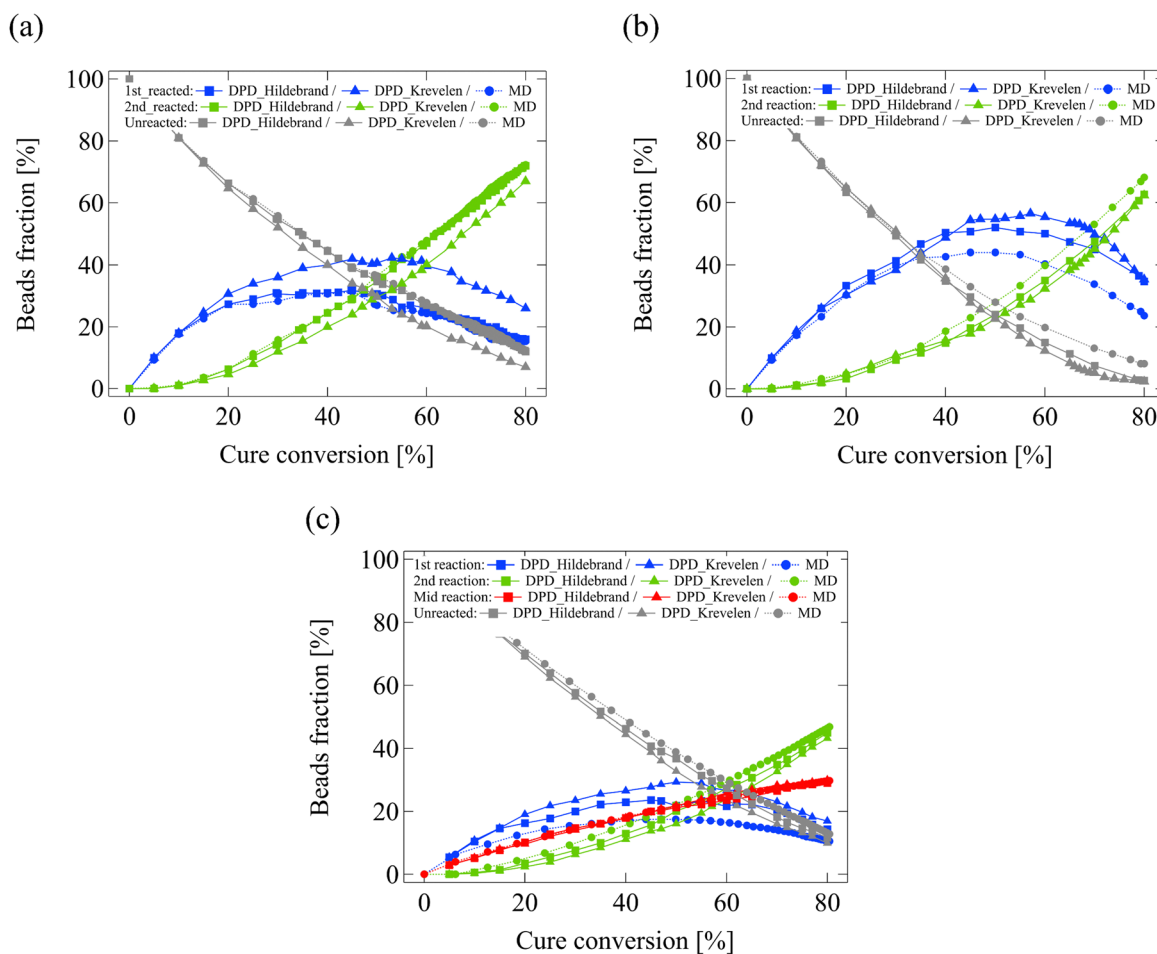 (a)
100
1st_reacted: DPD_Hildebrand / DPD_Krevelen / MD
2nd_reacted: DPD_Hildebrand / DPD_Krevelen / MD
Unreacted: DPD_Hildebrand / DPD_Krevelen / MD
80
60
40
20
0
Beads fraction [%]
0 20 40 60 80
Cure conversion [%]
(b)
100
1st reaction: DPD_Hildebrand / DPD_Krevelen / MD
2nd reaction: DPD_Hildebrand / DPD_Krevelen / MD
Unreacted: DPD_Hildebrand / DPD_Krevelen / MD
80
60
40
20
0
Beads fraction [%]
0 20 40 60 80
Cure conversion [%]
(c)
100
1st reaction: DPD_Hildebrand / DPD_Krevelen / MD
2nd reaction: DPD_Hildebrand / DPD_Krevelen / MD
Mid reaction: DPD_Hildebrand / DPD_Krevelen / MD
Unreacted: DPD_Hildebrand / DPD_Krevelen / MD
80
60
40
20
0
Beads fraction [%]
0 20 40 60 80
Cure conversion [%]